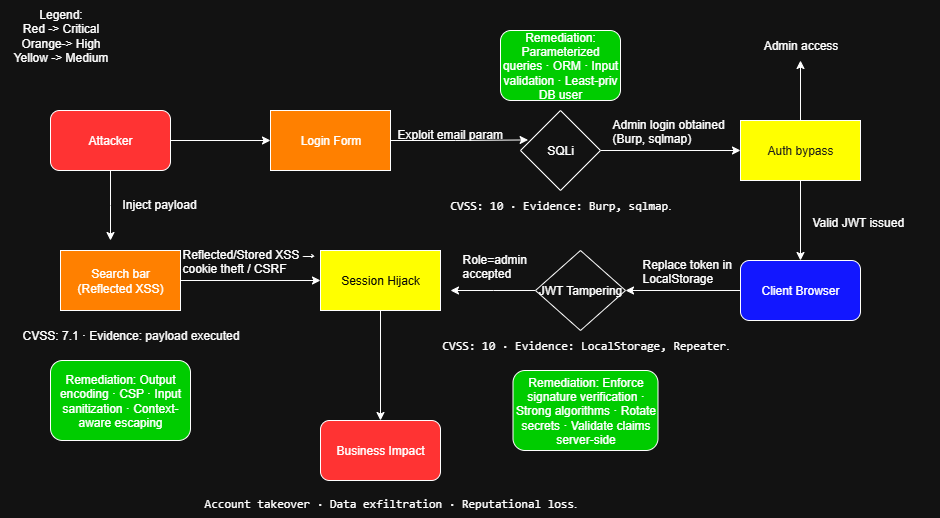 Legend:
Red -> Critical
Orange-> High
Yellow -> Medium
Remediation:
Parameterized
queries · ORM · Input
validation · Least-priv
DB user
Admin access
Attacker
Login Form
Exploit email param
SQLi
Admin login obtained
(Burp, sqlmap)
Auth bypass
CVSS: 10 · Evidence: Burp, sqlmap.
Inject payload
Valid JWT issued
Search bar
(Reflected XSS)
Reflected/Stored XSS →
cookie theft / CSRF
Session Hijack
Role=admin
accepted
JWT Tampering
Replace token in
LocalStorage
Client Browser
CVSS: 7.1 · Evidence: payload executed
CVSS: 10 · Evidence: LocalStorage, Repeater.
Remediation: Output
encoding · CSP · Input
sanitization · Context-
aware escaping
Remediation: Enforce
signature verification ·
Strong algorithms · Rotate
secrets · Validate claims
server-side
Business Impact
Account takeover · Data exfiltration · Reputational loss.